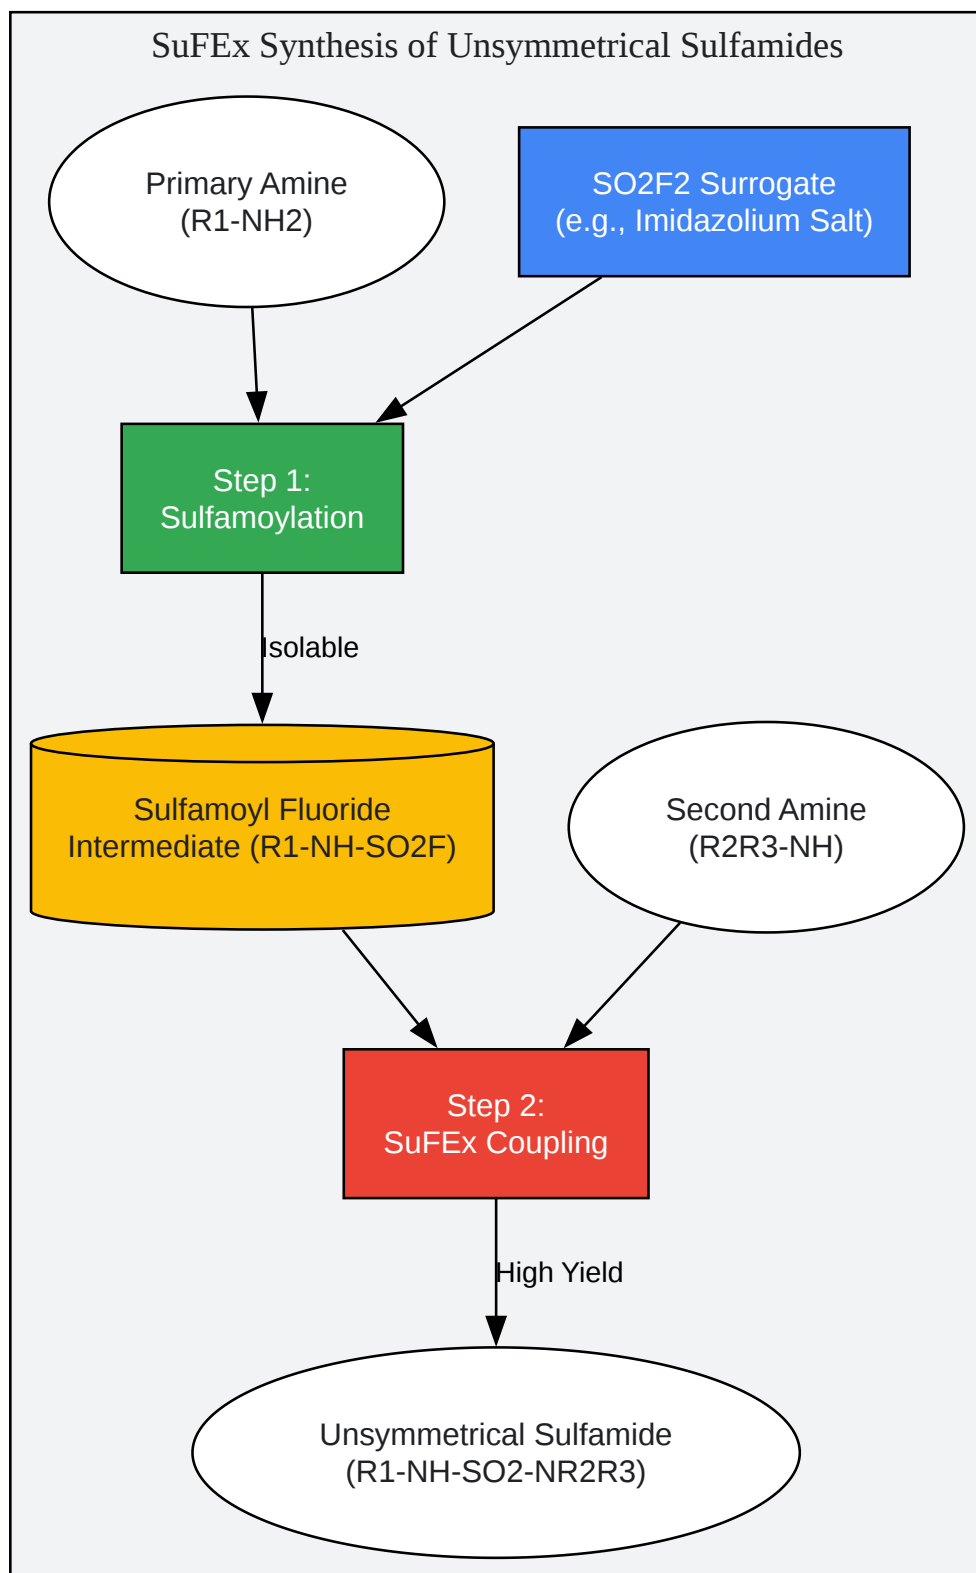 SuFEx Synthesis of Unsymmetrical Sulfamides
Primary Amine
(R1-NH2)
SO2F2 Surrogate
(e.g., Imidazolium Salt)
Step 1:
Sulfamoylation
Isolable
Sulfamoyl Fluoride
Intermediate (R1-NH-SO2F)
Second Amine
(R2R3-NH)
Step 2:
SuFEx Coupling
High Yield
Unsymmetrical Sulfamide
(R1-NH-SO2-NR2R3)